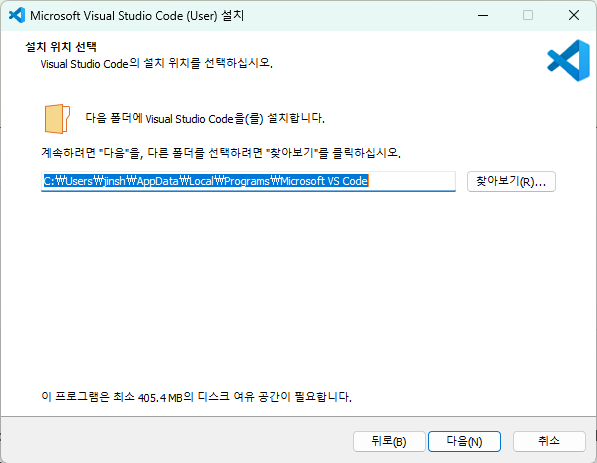 Microsoft Visual Studio Code (User) 설치
설치 위치 선택
Visual Studio Code의 설치 위치를 선택하십시오.
다음 폴더에 Visual Studio Code을(를) 설치합니다.
계속하려면 "다음"을, 다른 폴더를 선택하려면 "찾아보기"를 클릭하십시오.
C:₩Users₩jinsh₩AppData₩Local₩Programs₩Microsoft VS Code
찾아보기(R)...
이 프로그램은 최소 405.4 MB의 디스크 여유 공간이 필요합니다.
뒤로(B)
다음(N)
취소